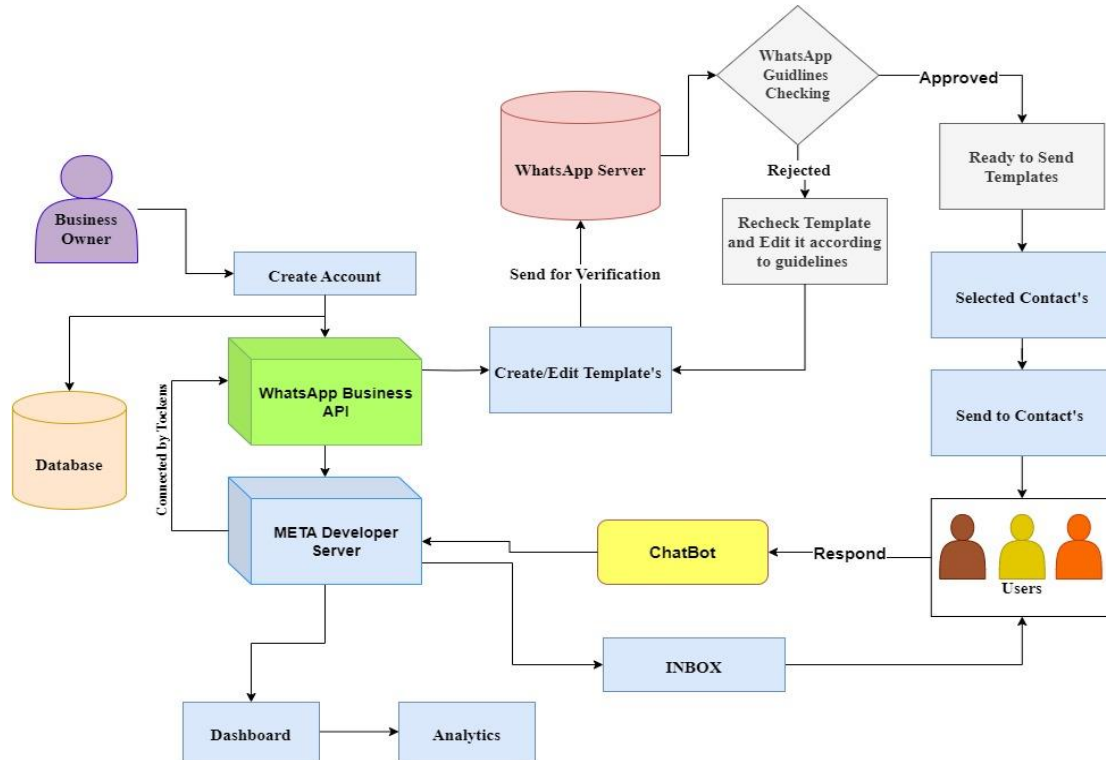 WhatsApp
Guidlines
Checking
Approved
WhatsApp Server
Rejected
Ready to Send
Templates
Business
Owner
Recheck Template
and Edit it according
to guidelines
Create Account
Send for Verification
Selected Contact's
WhatsApp Business
API
Create/Edit Template's
Connected by Tockens
Database
Send to Contact's
META Developer
Server
ChatBot
Respond
Users
INBOX
Dashboard
Analytics